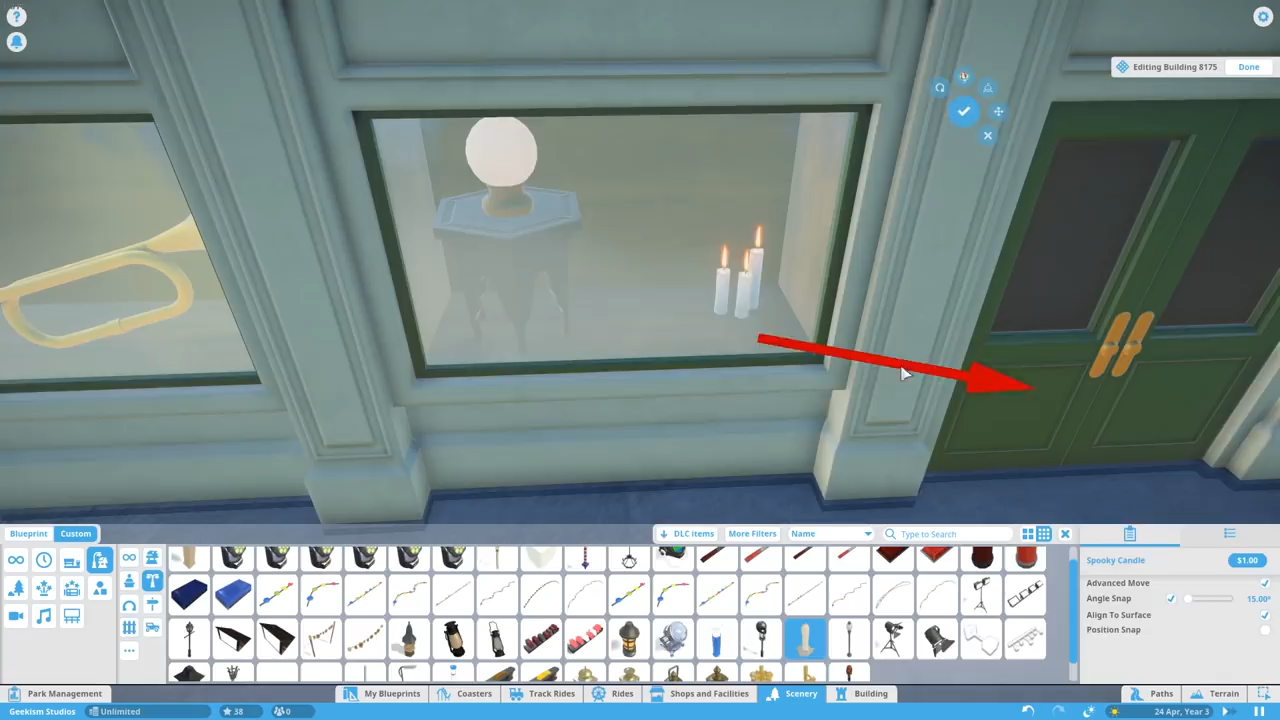 ?
Editing Building 8175
Done
Blueprint
Custom
DLC items
More Filters
Name
Type to Search
Spooky Candle
$1.00
Advanced Move
Angle Snap
15.00°
Align To Surface
Position Snap
Park Management
My Blueprints
Coasters
Track Rides
Rides
Shops and Facilities
Scenery
Building
Paths
Terrain
Geekism Studios
Unlimited
38
0
24 Apr, Year 3